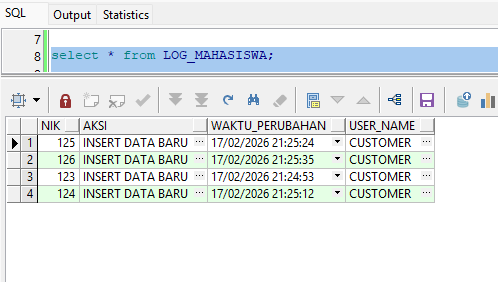 SQL Output Statistics
7
8 select * from LOG_MAHASISWA;
NIK AKSI WAKTU_PERUBAHAN USER_NAME
1 125 INSERT DATA BARU ... 17/02/2026 21:25:24 CUSTOMER ...
2 126 INSERT DATA BARU ... 17/02/2026 21:25:35 CUSTOMER ...
3 123 INSERT DATA BARU ... 17/02/2026 21:24:53 CUSTOMER ...
4 124 INSERT DATA BARU ... 17/02/2026 21:25:12 CUSTOMER ...